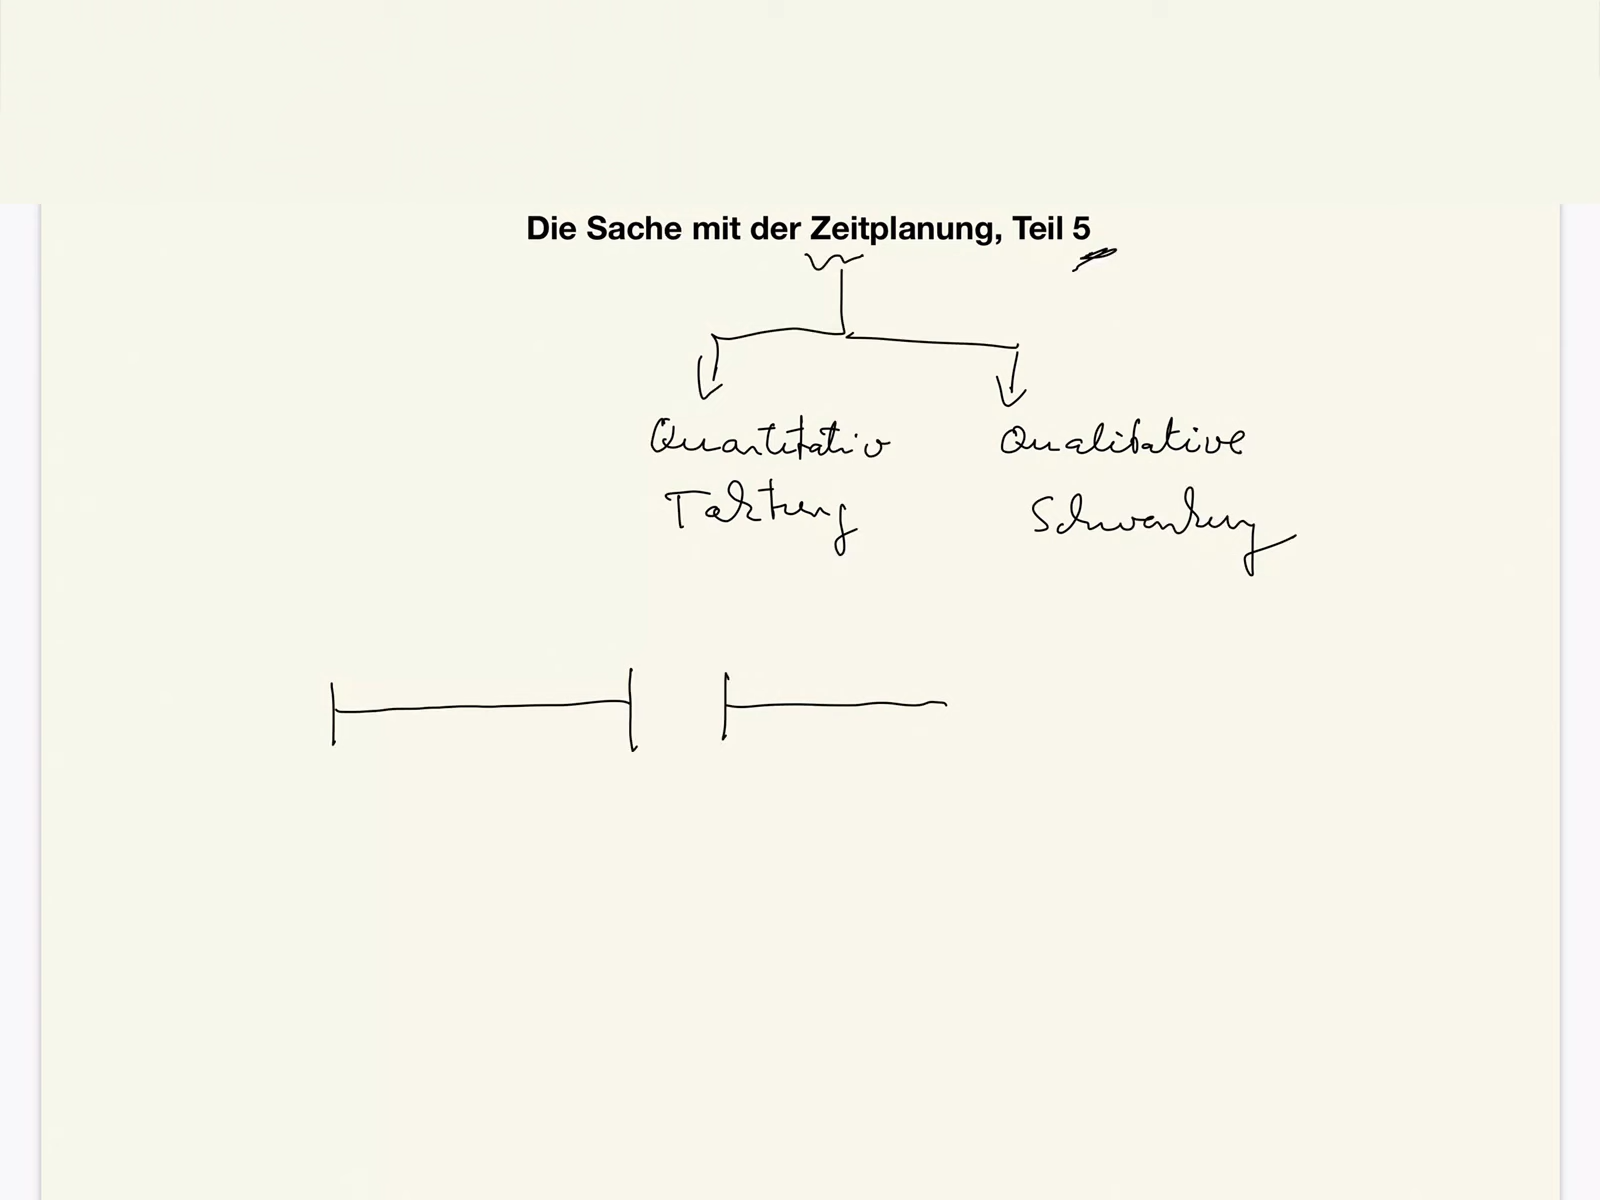 Die Sache mit der Zeitplanung, Teil 5
Quantitativ Qualitative
Taktung Schwankung